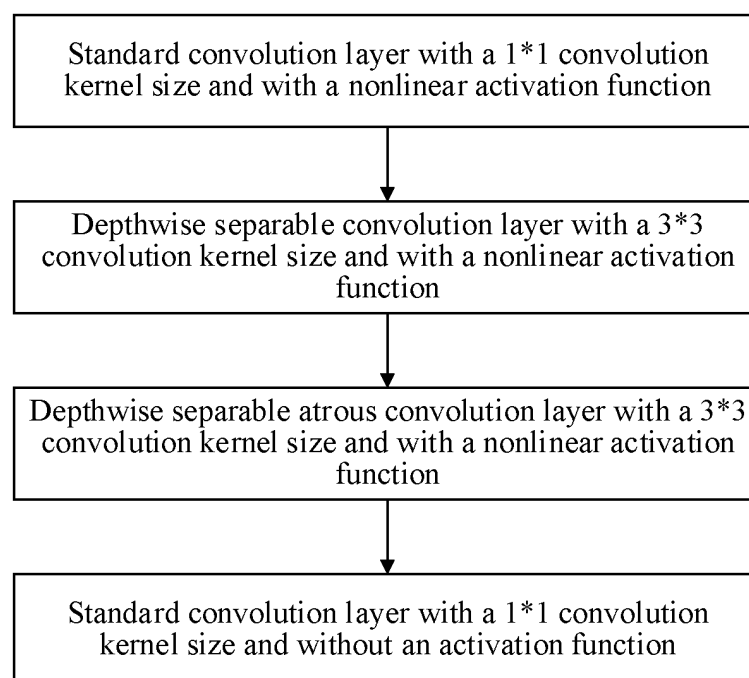 Standard convolution layer with a 1*1 convolution
kernel size and with a nonlinear activation function
Depthwise separable convolution layer with a 3*3
convolution kernel size and with a nonlinear activation
function
Depthwise separable atrous convolution layer with a 3*3
convolution kernel size and with a nonlinear activation
function
Standard convolution layer with a 1*1 convolution
kernel size and without an activation function